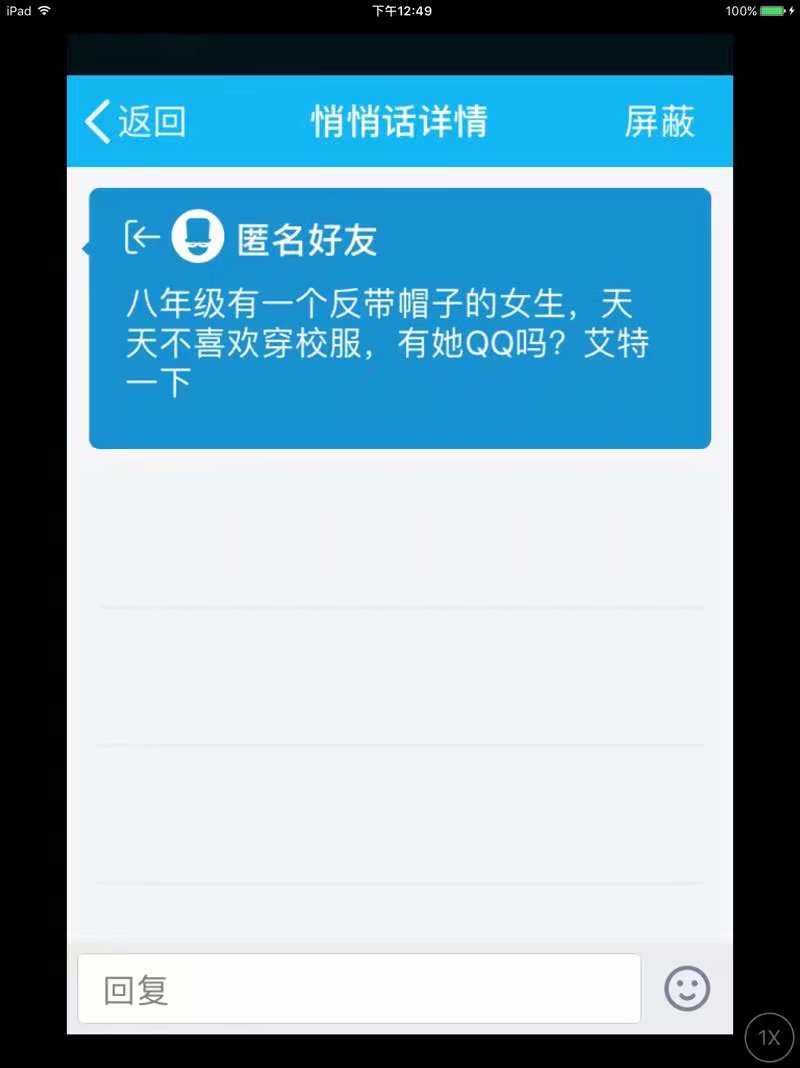 iPad 下午12:49 100%
返回 悄悄话详情 屏蔽
匿名好友
八年级有一个反带帽子的女生，天
天不喜欢穿校服，有她QQ吗？艾特
一下
回复
1X